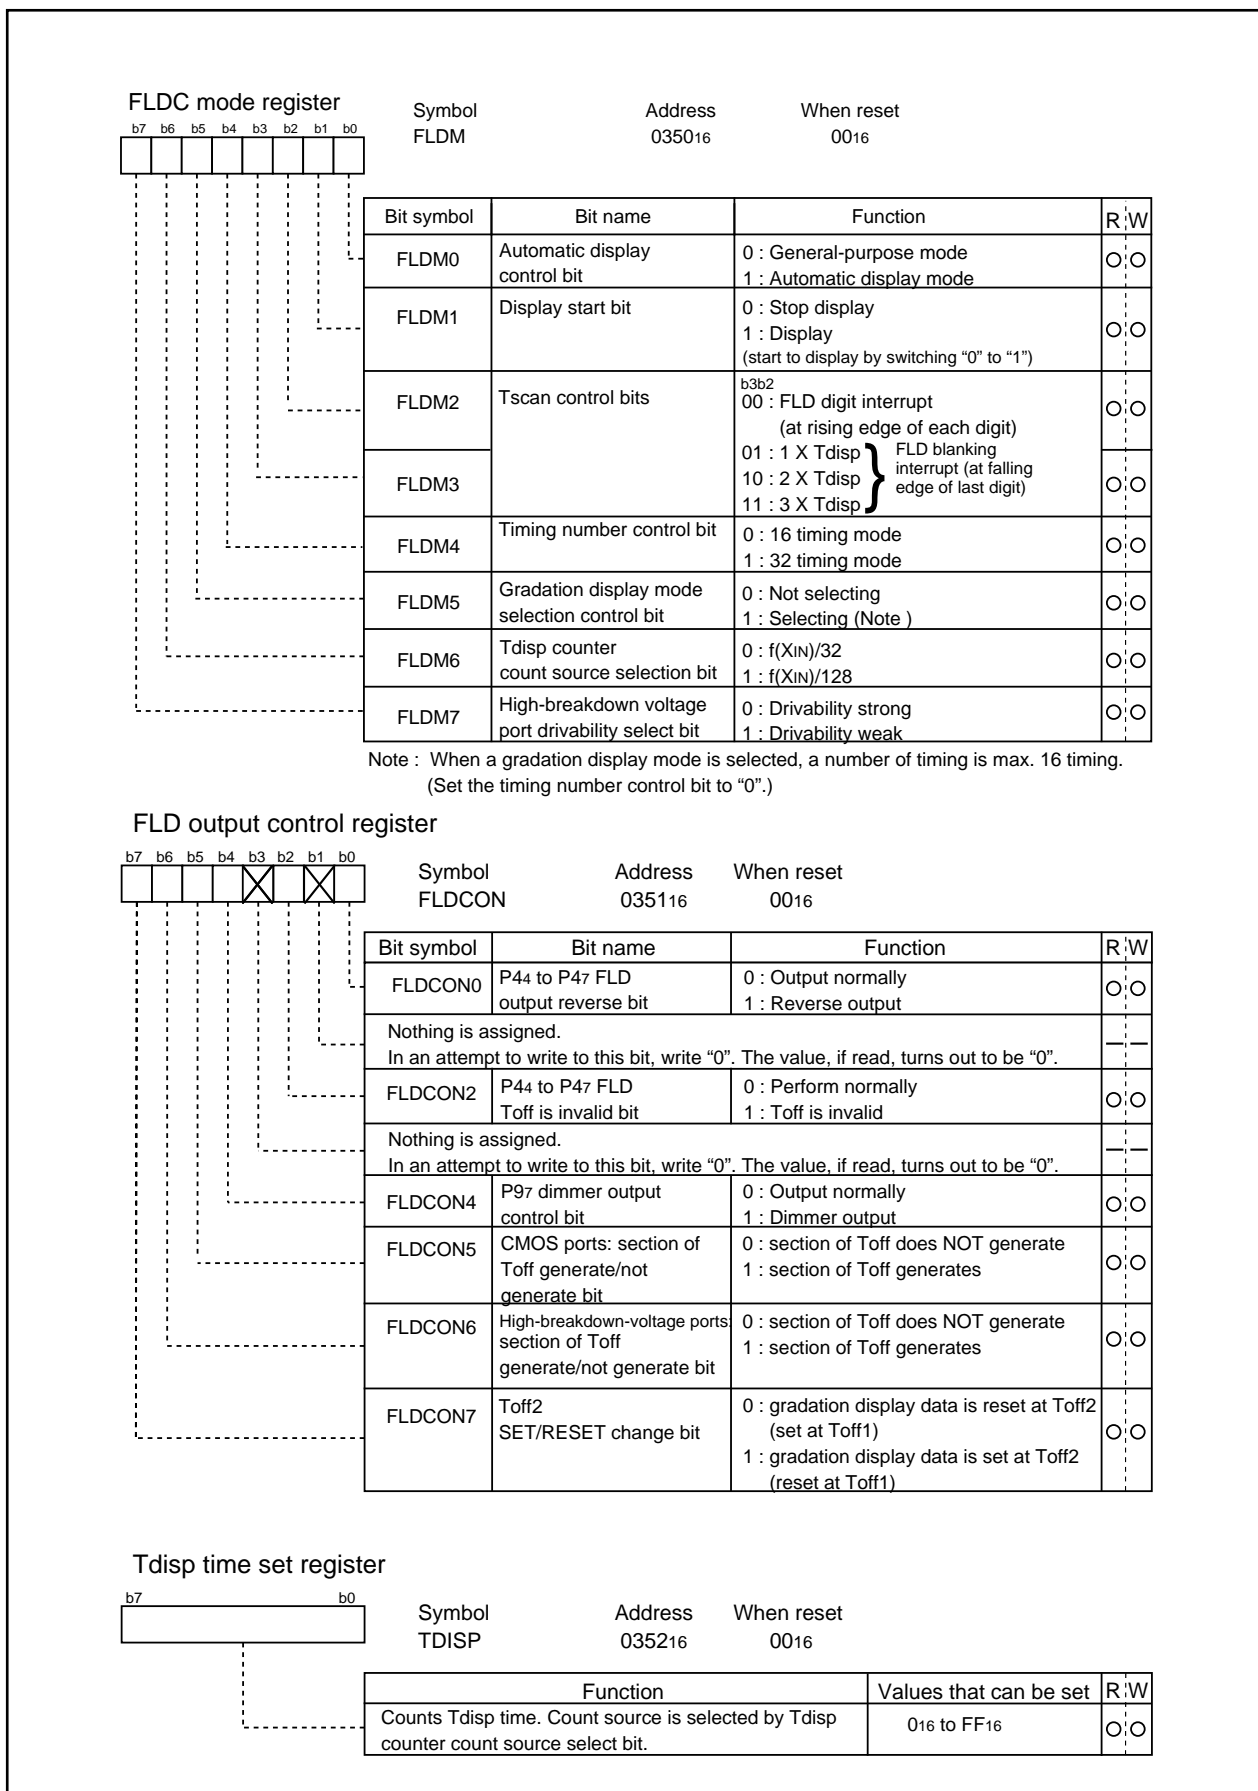 FLDC mode register
Symbol Address When reset
b7 b6 b5 b4 b3 b2 b1 b0
FLDM 035016 0016
Bit symbol Bit name Function R W
FLDM0 Automatic display control bit 0 : General-purpose mode
1 : Automatic display mode
FLDM1 Display start bit 0 : Stop display
1 : Display
(start to display by switching “0” to “1”)
FLDM2 Tscan control bits b3b2
00 : FLD digit interrupt
(at rising edge of each digit)
FLDM3 01 : 1 X Tdisp
10 : 2 X Tdisp
11 : 3 X Tdisp
FLD blanking
interrupt (at falling
edge of last digit)
FLDM4 Timing number control bit 0 : 16 timing mode
1 : 32 timing mode
FLDM5 Gradation display mode
selection control bit
0 : Not selecting
1 : Selecting (Note )
FLDM6 Tdisp counter
count source selection bit
0 : f(XIN)/32
1 : f(XIN)/128
FLDM7 High-breakdown voltage
port drivability select bit
0 : Drivability strong
1 : Drivability weak
Note : When a gradation display mode is selected, a number of timing is max. 16 timing.
(Set the timing number control bit to “0”.)
FLD output control register
b7 b6 b5 b4 b3 b2 b1 b0
Symbol Address When reset
FLDCON 035116 0016
Bit symbol Bit name Function R W
FLDCON0 P44 to P47 FLD
output reverse bit
0 : Output normally
1 : Reverse output
Nothing is assigned.
In an attempt to write to this bit, write “0”. The value, if read, turns out to be “0”.
FLDCON2 P44 to P47 FLD
Toff is invalid bit
0 : Perform normally
1 : Toff is invalid
Nothing is assigned.
In an attempt to write to this bit, write “0”. The value, if read, turns out to be “0”.
FLDCON4 P97 dimmer output
control bit
0 : Output normally
1 : Dimmer output
FLDCON5 CMOS ports: section of
Toff generate/not
generate bit
0 : section of Toff does NOT generate
1 : section of Toff generates
FLDCON6 High-breakdown-voltage ports:
section of Toff
generate/not generate bit
0 : section of Toff does NOT generate
1 : section of Toff generates
FLDCON7 Toff2
SET/RESET change bit
0 : gradation display data is reset at Toff2
(set at Toff1)
1 : gradation display data is set at Toff2
(reset at Toff1)
Tdisp time set register
b7 b0
Symbol Address When reset
TDISP 035216 0016
Function Values that can be set R W
Counts Tdisp time. Count source is selected by Tdisp
counter count source select bit.
016 to FF16